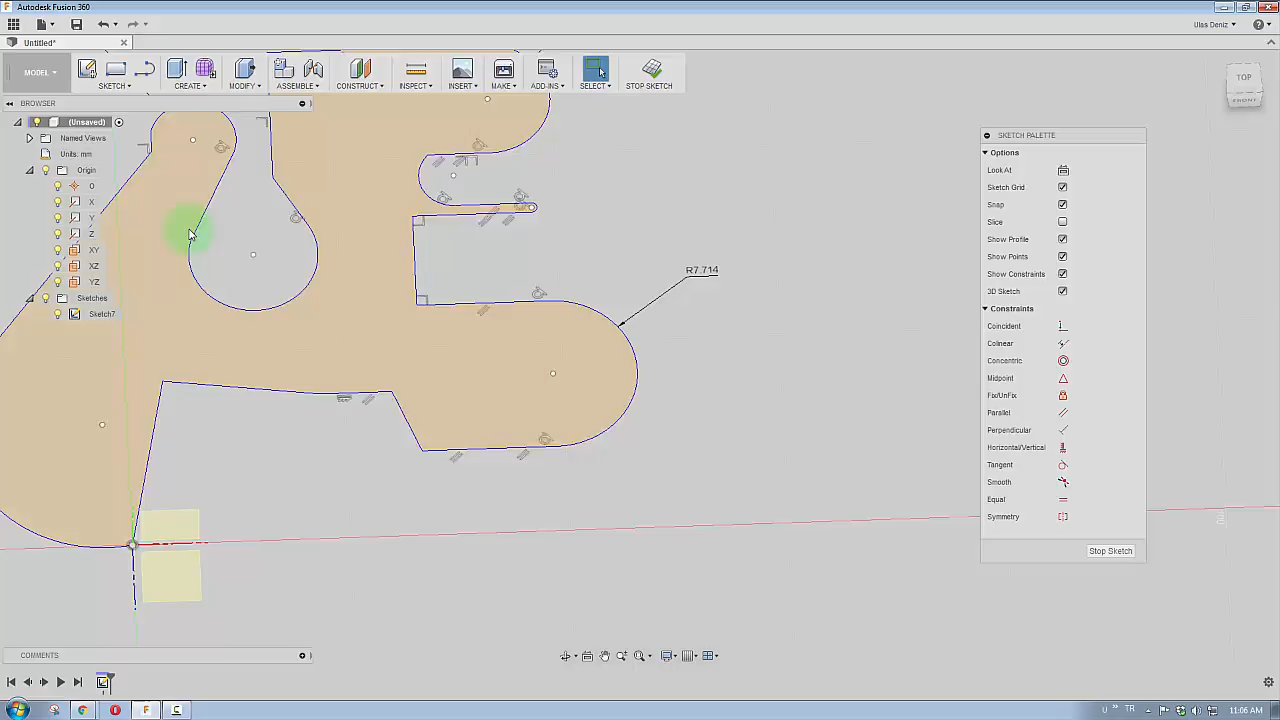 Autodesk Fusion 360
Ulas Deniz
Untitled*
MODEL
SKETCH
CREATE
MODIFY
ASSEMBLE
CONSTRUCT
INSPECT
INSERT
MAKE
ADD-INS
SELECT
STOP SKETCH
TOP
FRONT
BROWSER
(Unsaved)
Named Views
Units: mm
Origin
O
X
Y
Z
XY
XZ
YZ
Sketches
Sketch7
R7.714
SKETCH PALETTE
Options
Look At
Sketch Grid
Snap
Slice
Show Profile
Show Points
Show Constraints
3D Sketch
Constraints
Coincident
Colinear
Concentric
Midpoint
Fix/UnFix
Parallel
Perpendicular
Horizontal/Vertical
Tangent
Smooth
Equal
Symmetry
Stop Sketch
COMMENTS
U
TR
11:06 AM